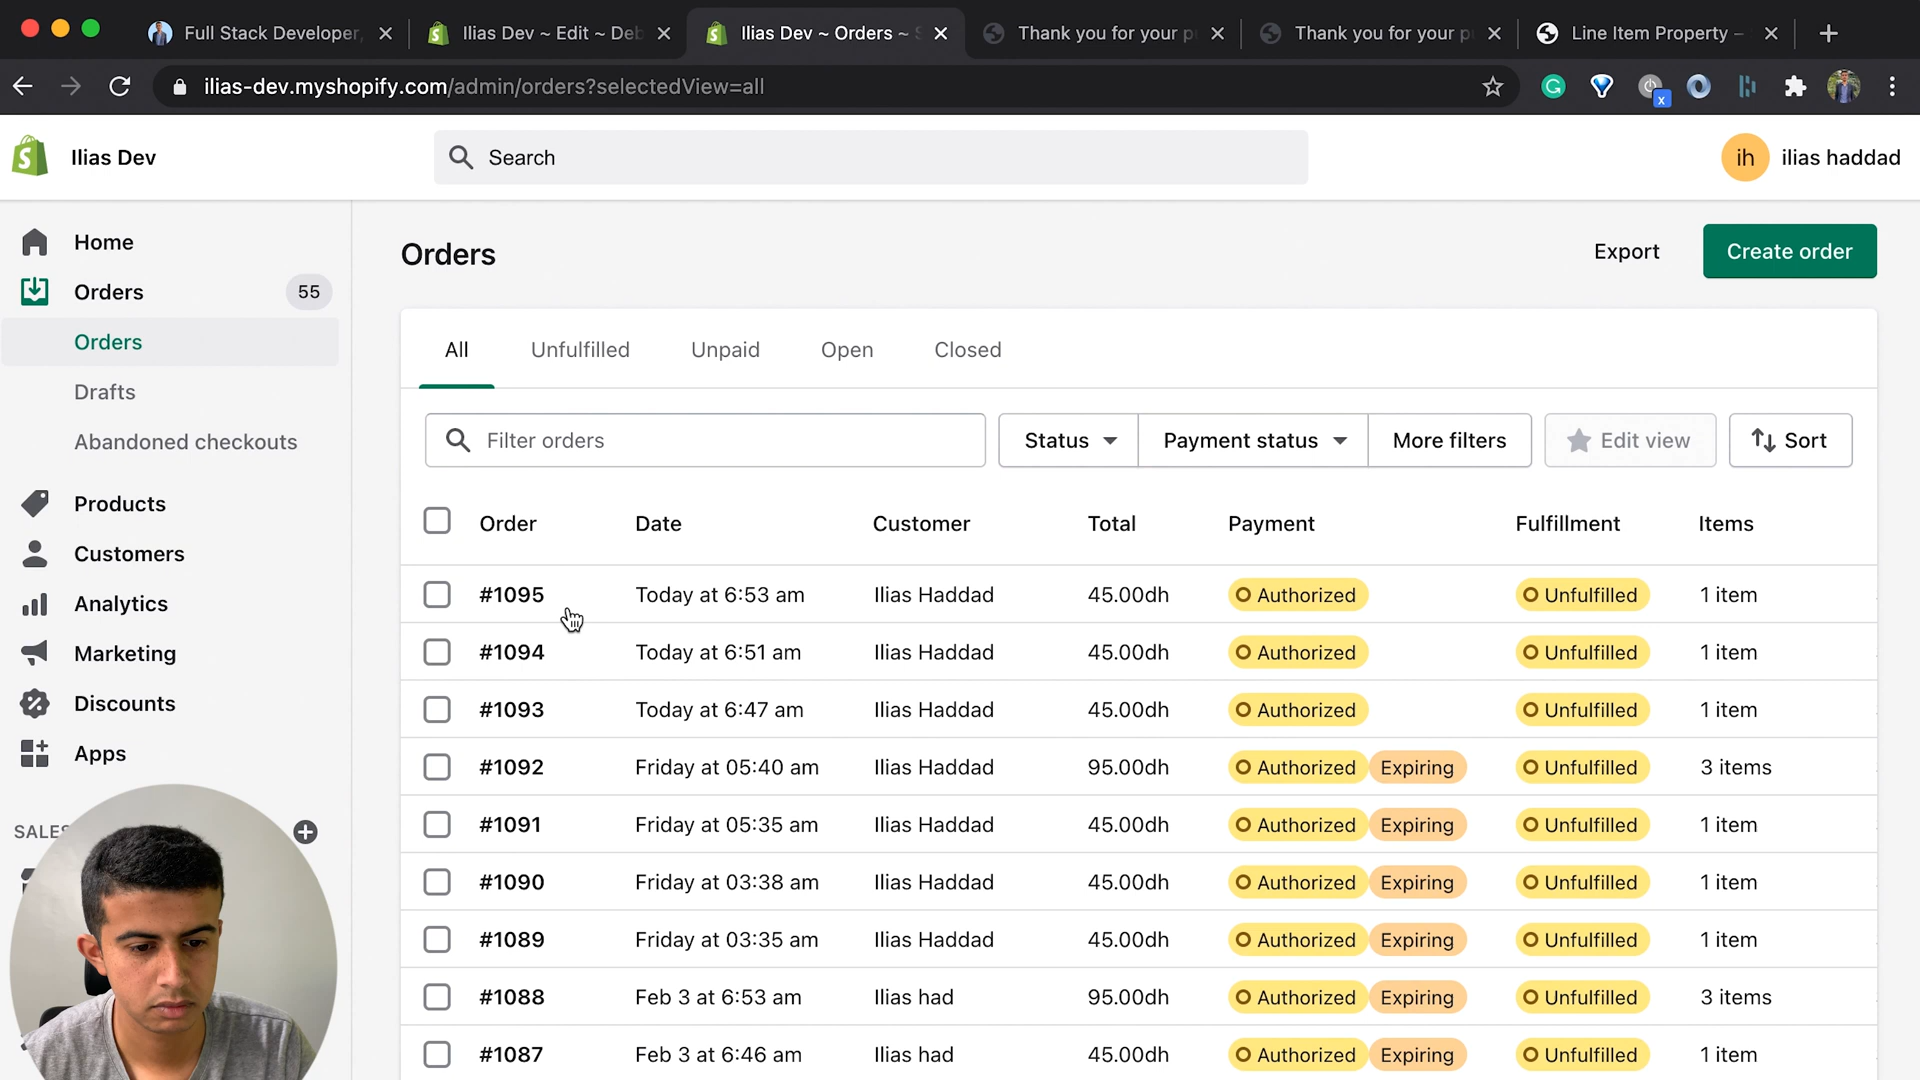 Full Stack Developer,
Ilias Dev ~ Edit ~ Deb
Ilias Dev ~ Orders ~ S
Thank you for your p
Thank you for your p
Line Item Property –
ilias-dev.myshopify.com/admin/orders?selectedView=all
Ilias Dev
Search
ih
ilias haddad
Home
Orders
55
Orders
Drafts
Abandoned checkouts
Products
Customers
Analytics
Marketing
Discounts
Apps
SALES
Orders
Export
Create order
All
Unfulfilled
Unpaid
Open
Closed
Filter orders
Status
Payment status
More filters
Edit view
Sort
Order Date Customer Total Payment Fulfillment Items
#1095 Today at 6:53 am Ilias Haddad 45.00dh Authorized Unfulfilled 1 item
#1094 Today at 6:51 am Ilias Haddad 45.00dh Authorized Unfulfilled 1 item
#1093 Today at 6:47 am Ilias Haddad 45.00dh Authorized Unfulfilled 1 item
#1092 Friday at 05:40 am Ilias Haddad 95.00dh Authorized Expiring Unfulfilled 3 items
#1091 Friday at 05:35 am Ilias Haddad 45.00dh Authorized Expiring Unfulfilled 1 item
#1090 Friday at 03:38 am Ilias Haddad 45.00dh Authorized Expiring Unfulfilled 1 item
#1089 Friday at 03:35 am Ilias Haddad 45.00dh Authorized Expiring Unfulfilled 1 item
#1088 Feb 3 at 6:53 am Ilias had 95.00dh Authorized Expiring Unfulfilled 3 items
#1087 Feb 3 at 6:46 am Ilias had 45.00dh Authorized Expiring Unfulfilled 1 item